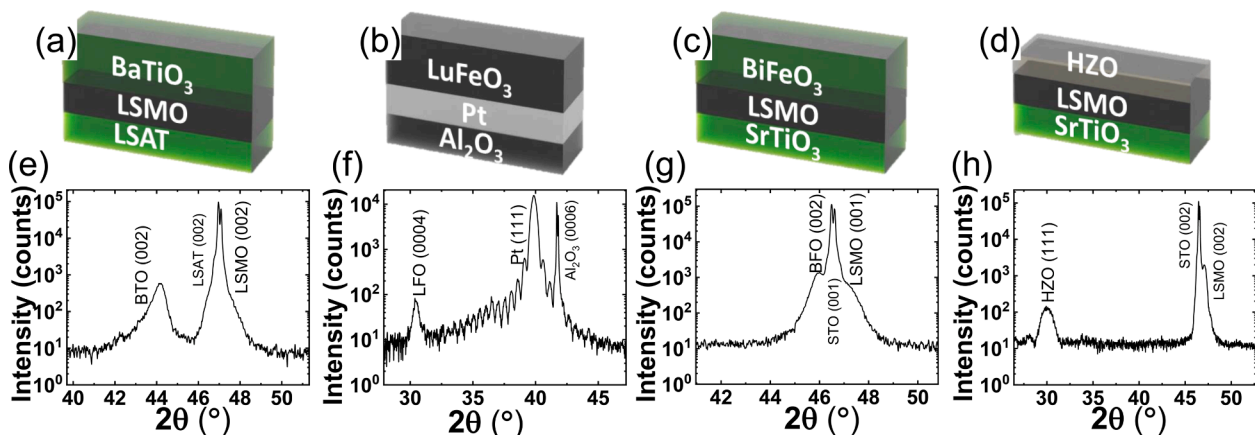 (a)
BaTiO3
LSMO
LSAT
(b)
LuFeO3
Pt
Al2O3
(c)
BiFeO3
LSMO
SrTiO3
(d)
HZO
LSMO
SrTiO3
(e)
Intensity (counts)
10^5
10^4
10^3
10^2
10^1
10^0
BTO (002)
LSAT (002)
LSMO (002)
40 42 44 46 48 50
2θ (°)
(f)
Intensity (counts)
10^4
10^3
10^2
10^1
10^0
LFO (0004)
Pt (111)
Al2O3 (0006)
30 35 40 45
2θ (°)
(g)
Intensity (counts)
10^5
10^4
10^3
10^2
10^1
10^0
BFO (002)
STO (001)
LSMO (001)
42 44 46 48 50
2θ (°)
(h)
Intensity (counts)
10^5
10^4
10^3
10^2
10^1
10^0
HZO (111)
STO (002)
LSMO (002)
30 35 40 45 50
2θ (°)